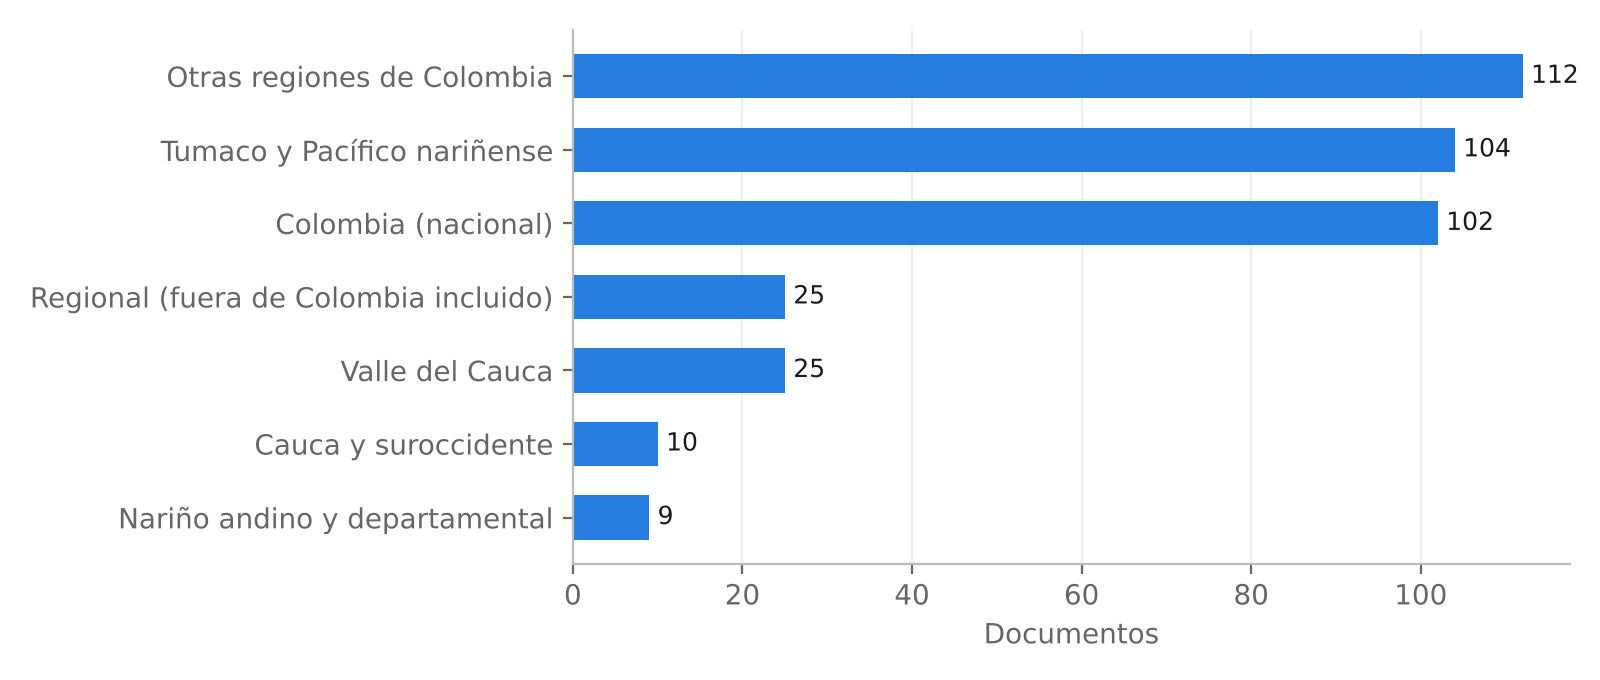 Otras regiones de Colombia 112
Tumaco y Pacífico nariñense 104
Colombia (nacional) 102
Regional (fuera de Colombia incluido) 25
Valle del Cauca 25
Cauca y suroccidente 10
Nariño andino y departamental 9
0 20 40 60 80 100
Documentos